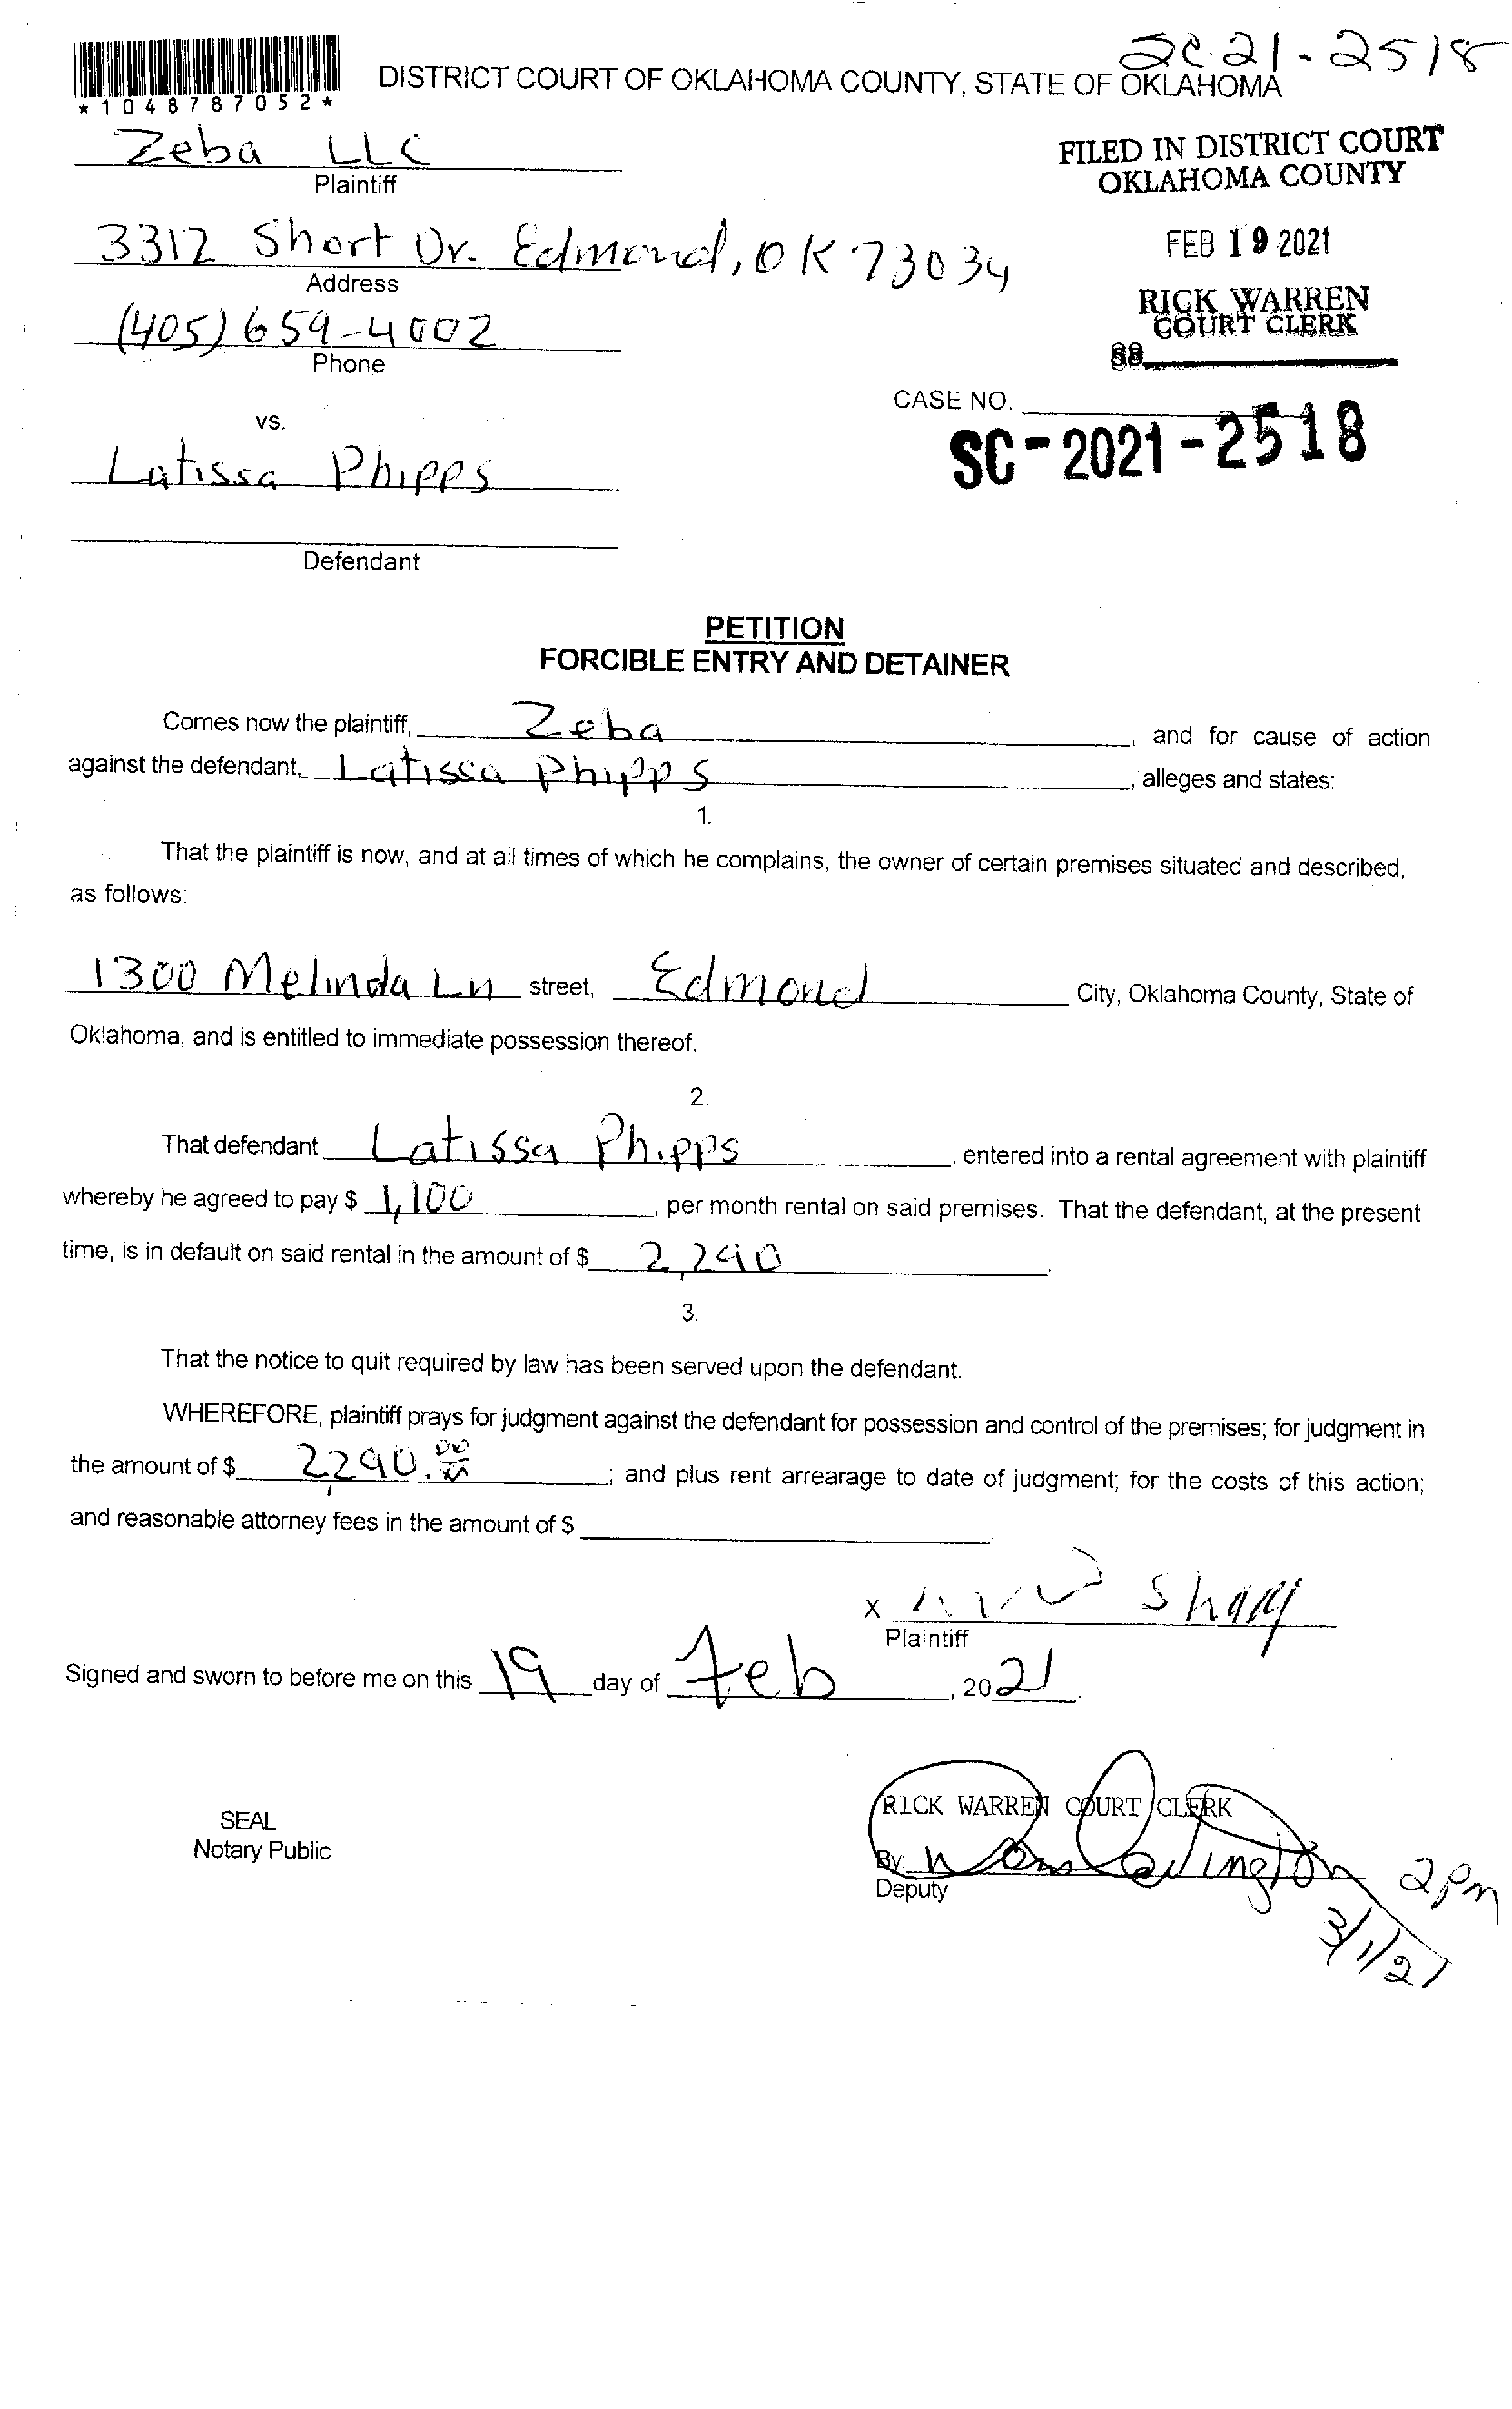 SC-21-2518
DISTRICT COURT OF OKLAHOMA COUNTY, STATE OF OKLAHOMA
*1048787052*
Zeba LLC
Plaintiff
FILED IN DISTRICT COURT
OKLAHOMA COUNTY
3312 Short Dr. Edmond, OK 73034
Address
FEB 19 2021
RICK WARREN
COURT CLERK
(405) 659-4002
Phone
CASE NO.
SC-2021-2518
vs.
Latissa Phipps
Defendant
PETITION
FORCIBLE ENTRY AND DETAINER
Comes now the plaintiff, Zeba, and for cause of action
against the defendant, Latissa Phipps, alleges and states:
1.
That the plaintiff is now, and at all times of which he complains, the owner of certain premises situated and described,
as follows:
1300 Melinda Ln street, Edmond City, Oklahoma County, State of
Oklahoma, and is entitled to immediate possession thereof.
2.
That defendant Latissa Phipps, entered into a rental agreement with plaintiff
whereby he agreed to pay $ 1,100, per month rental on said premises. That the defendant, at the present
time, is in default on said rental in the amount of $ 2,290.
3.
That the notice to quit required by law has been served upon the defendant.
WHEREFORE, plaintiff prays for judgment against the defendant for possession and control of the premises; for judgment in
the amount of $ 2,290.00; and plus rent arrearage to date of judgment; for the costs of this action;
and reasonable attorney fees in the amount of $
X
Plaintiff
Signed and sworn to before me on this 19 day of Feb, 2021.
RICK WARREN COURT CLERK
SEAL
Notary Public
By:
Deputy
2pm
3/1/21